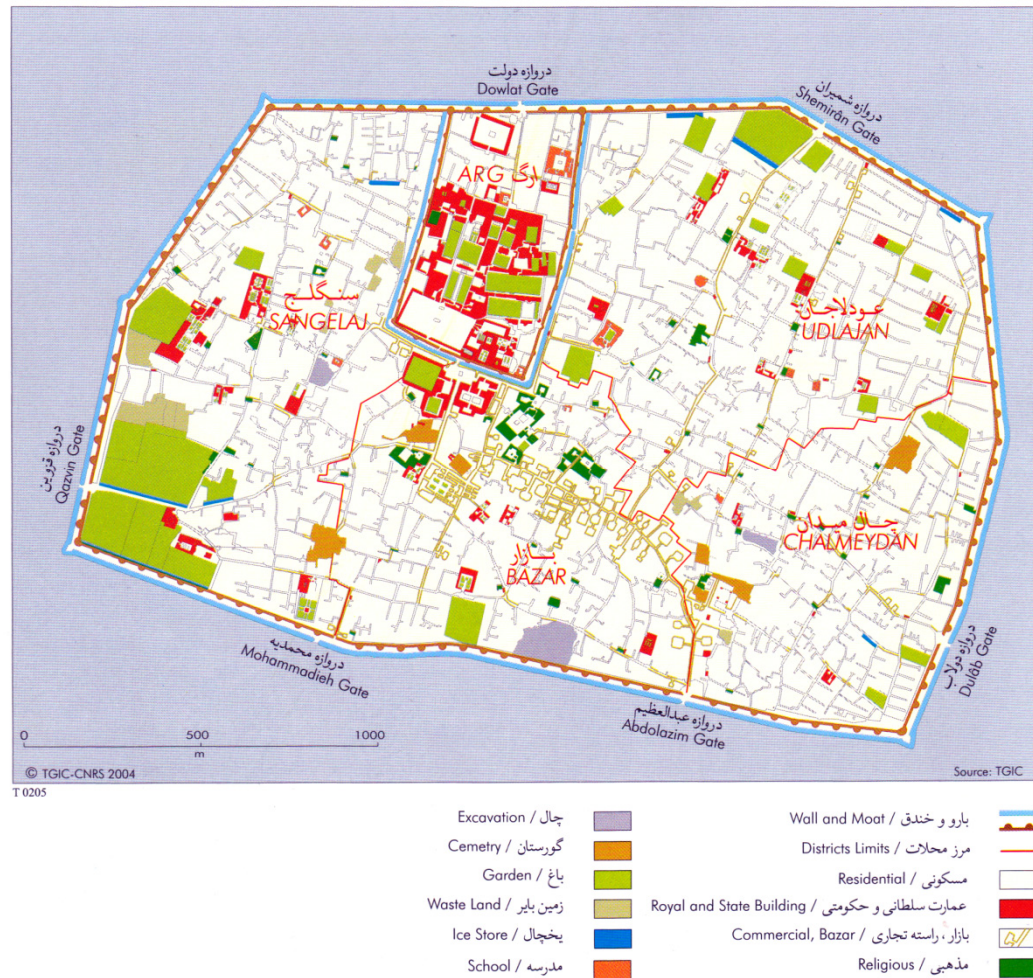 دروازه دولت
Dowlat Gate
دروازه شمیران
Shemirân Gate
ARG ارگ
سنگلج
SANGELAJ
عودلاجان
UDLAJAN
دروازه قزوین
Qazvin Gate
چال میدان
CHALMEYDAN
بازار
BAZAR
دروازه دولاب
Dulâb Gate
دروازه محمدیه
Mohammadieh Gate
دروازه عبدالعظیم
Abdolazim Gate
0 500 1000
m
© TGIC-CNRS 2004
Source: TGIC
T 0205
Excavation / چال
Cemetry / گورستان
Garden / باغ
Waste Land / زمین بایر
Ice Store / یخچال
School / مدرسه
Wall and Moat / بارو و خندق
Districts Limits / مرز محلات
Residential / مسکونی
Royal and State Building / عمارت سلطانی و حکومتی
Commercial, Bazar / بازار، راسته تجاری
Religious / مذهبی